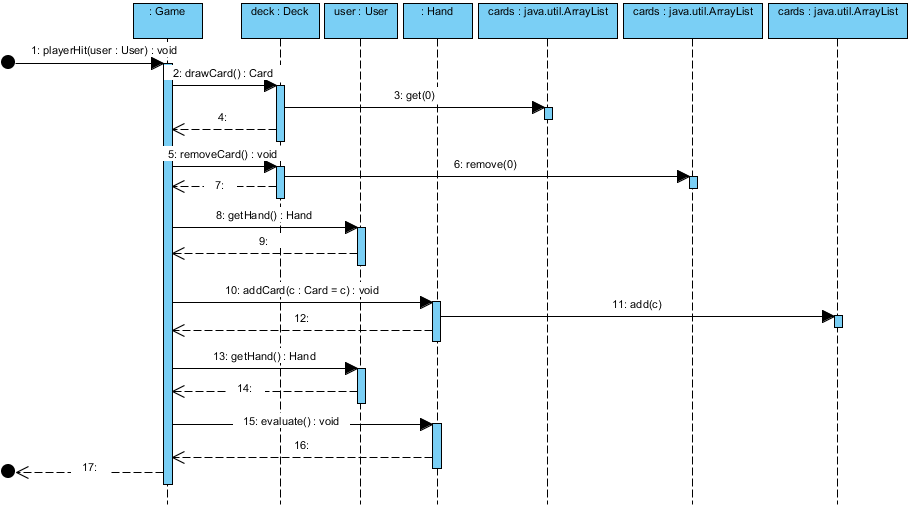 : Game
deck : Deck
user : User
: Hand
cards : java.util.ArrayList
cards : java.util.ArrayList
cards : java.util.ArrayList
1: playerHit(user : User) : void
2: drawCard() : Card
3: get(0)
4:
5: removeCard() : void
6: remove(0)
7:
8: getHand() : Hand
9:
10: addCard(c : Card = c) : void
11: add(c)
12:
13: getHand() : Hand
14:
15: evaluate() : void
16:
17: